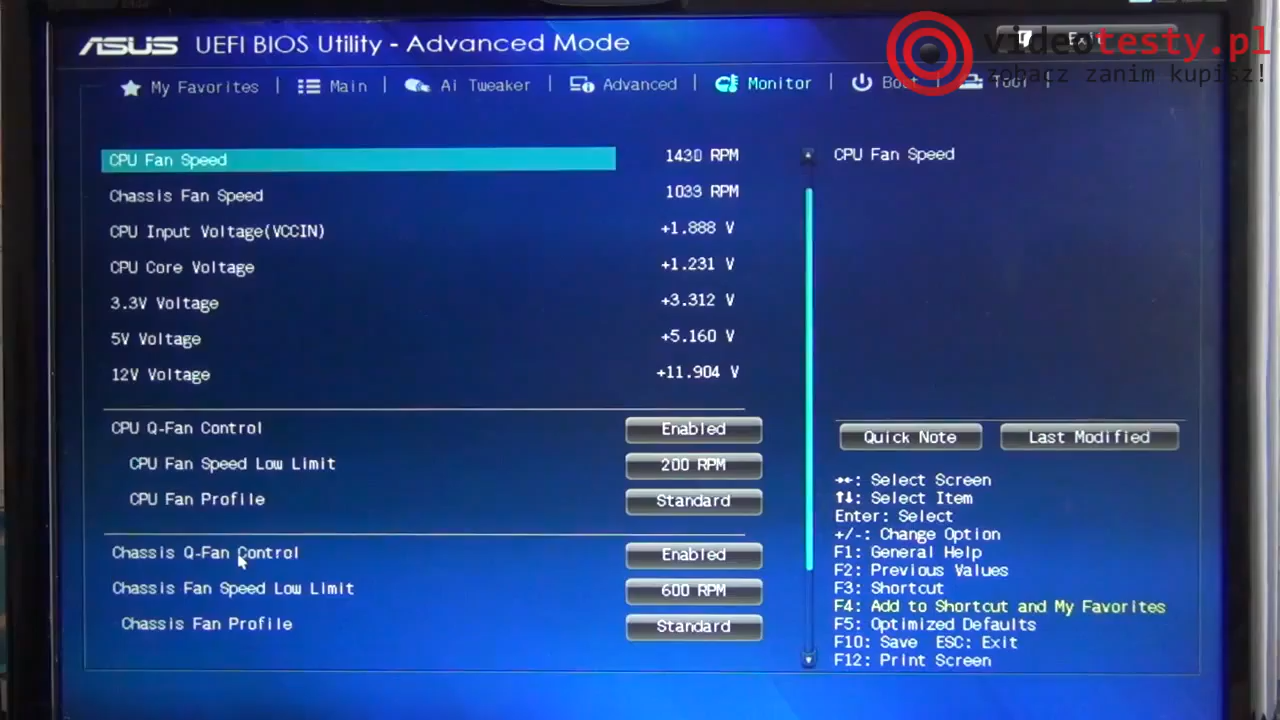 ASUS UEFI BIOS Utility - Advanced Mode
Exit
videotesty.pl
zobacz zanim kupisz!
My Favorites | Main | Ai Tweaker | Advanced | Monitor | Boot | Tool |
CPU Fan Speed 1430 RPM
Chassis Fan Speed 1033 RPM
CPU Input Voltage(VCCIN) +1.888 V
CPU Core Voltage +1.231 V
3.3V Voltage +3.312 V
5V Voltage +5.160 V
12V Voltage +11.904 V
CPU Q-Fan Control Enabled
CPU Fan Speed Low Limit 200 RPM
CPU Fan Profile Standard
Chassis Q-Fan Control Enabled
Chassis Fan Speed Low Limit 600 RPM
Chassis Fan Profile Standard
CPU Fan Speed
Quick Note Last Modified
→←: Select Screen
↑↓: Select Item
Enter: Select
+/-: Change Option
F1: General Help
F2: Previous Values
F3: Shortcut
F4: Add to Shortcut and My Favorites
F5: Optimized Defaults
F10: Save ESC: Exit
F12: Print Screen